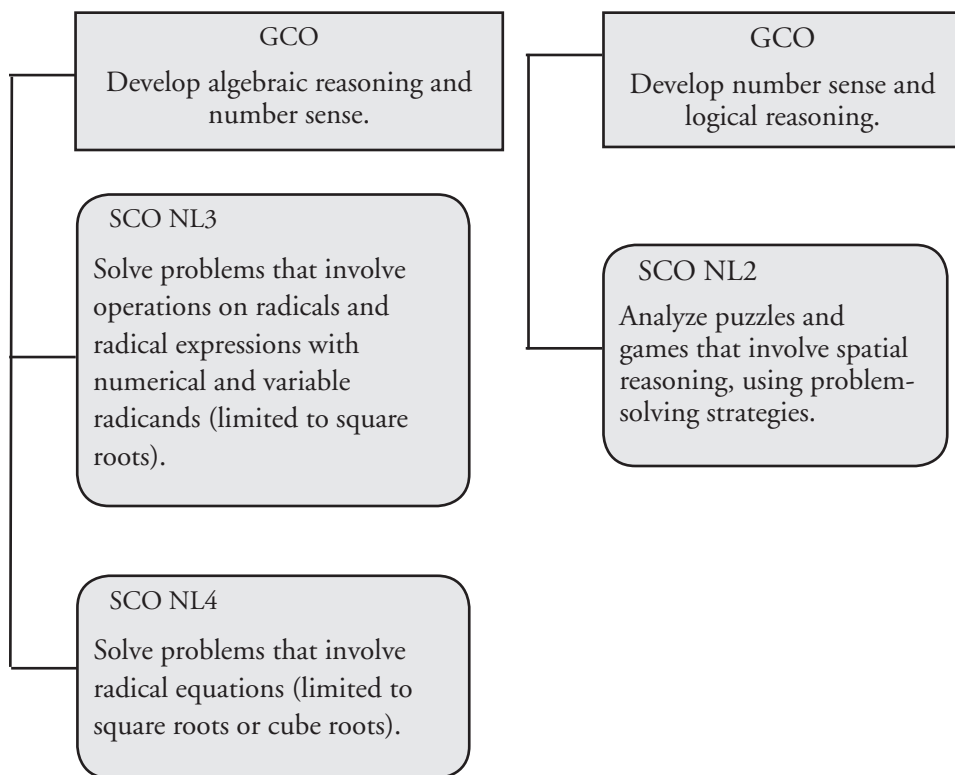 GCO
Develop algebraic reasoning and
number sense.
SCO NL3
Solve problems that involve
operations on radicals and
radical expressions with
numerical and variable
radicands (limited to square
roots).
SCO NL4
Solve problems that involve
radical equations (limited to
square roots or cube roots).
GCO
Develop number sense and
logical reasoning.
SCO NL2
Analyze puzzles and
games that involve spatial
reasoning, using problem-
solving strategies.